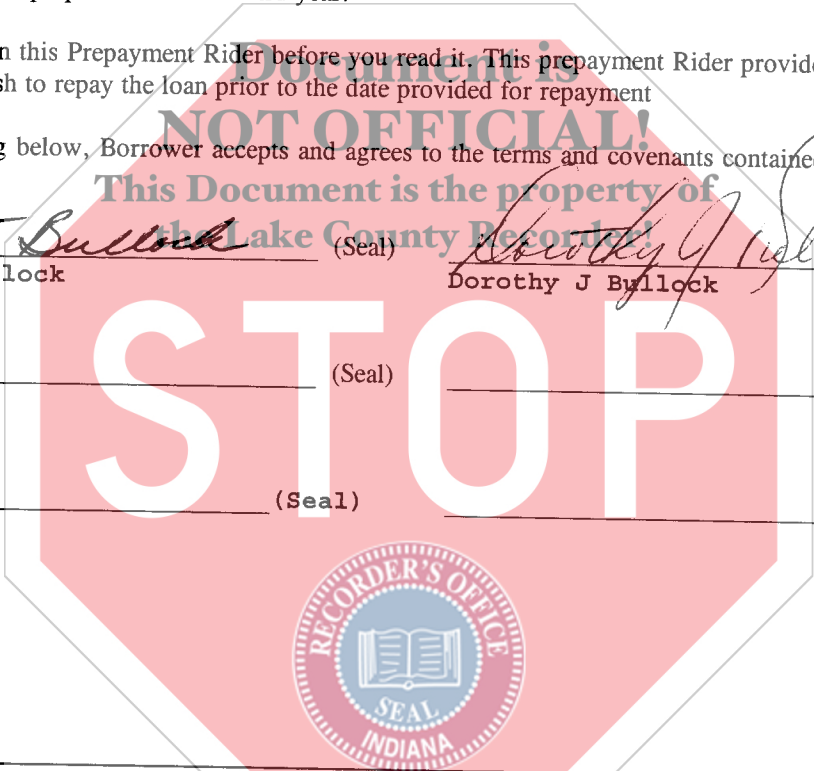 n this Prepayment Rider before you read it. This prepayment Rider provide
sh to repay the loan prior to the date provided for repayment
g below, Borrower accepts and agrees to the terms and covenants contained
Document is
NOT OFFICIAL!
This Document is the property of
the Lake County Recorder!
Bullock (Seal) Dorothy J
lock Dorothy J Bullock
STOP
(Seal)
(Seal)
RECORDER'S OFFICE
SEAL
INDIANA